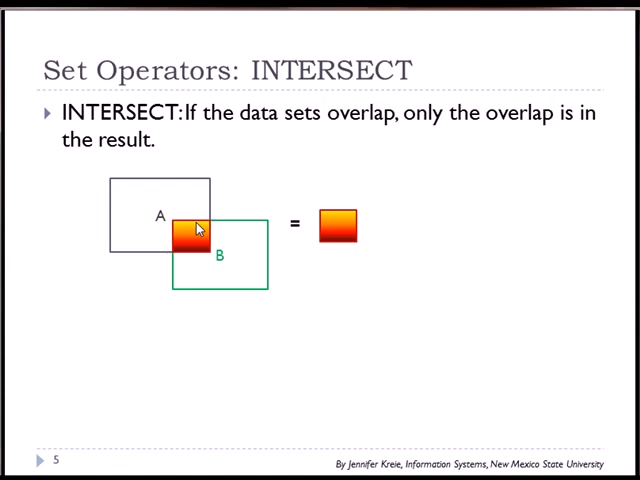 Set Operators: INTERSECT
INTERSECT: If the data sets overlap, only the overlap is in
the result.
A
=
B
5
By Jennifer Kreie, Information Systems, New Mexico State University